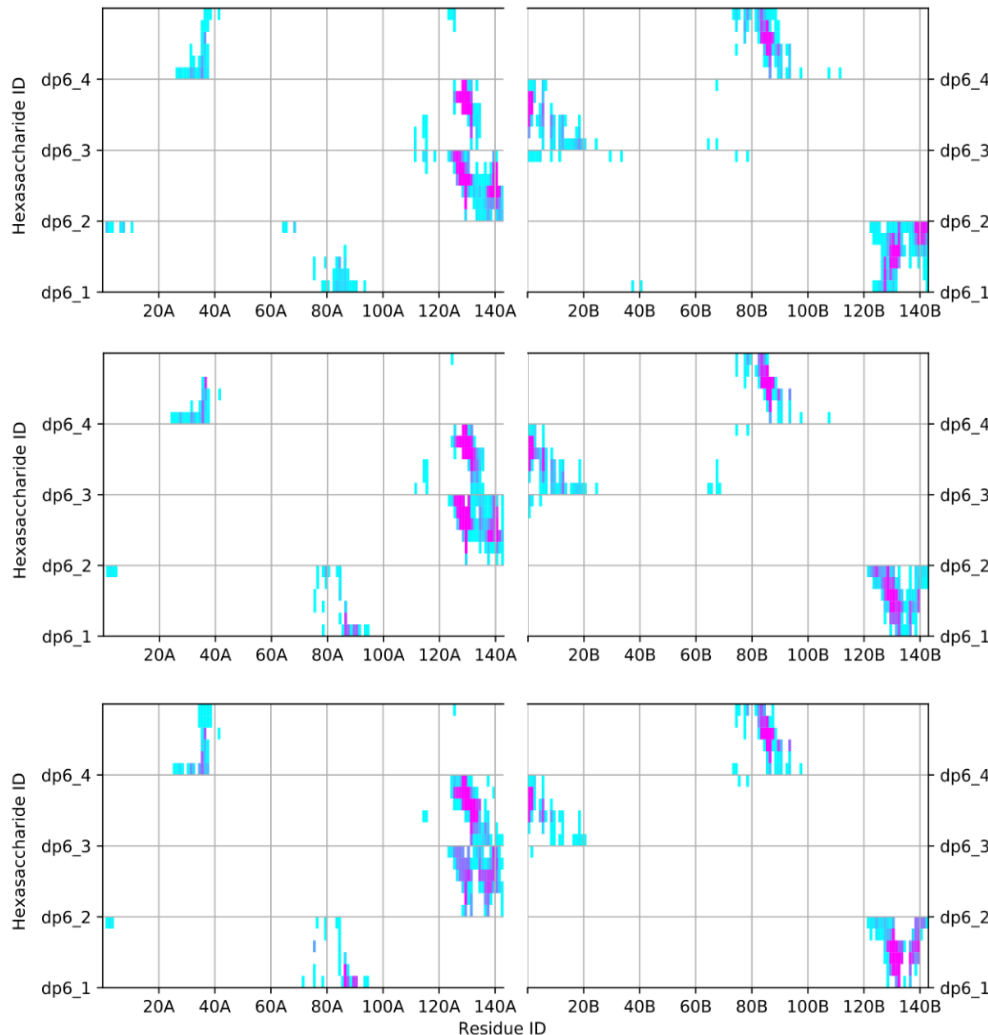 Hexasaccharide ID
dp6_4 dp6_4
dp6_3 dp6_3
dp6_2 dp6_2
dp6_1 dp6_1
20A 40A 60A 80A 100A 120A 140A 20B 40B 60B 80B 100B 120B 140B
Hexasaccharide ID
dp6_4 dp6_4
dp6_3 dp6_3
dp6_2 dp6_2
dp6_1 dp6_1
20A 40A 60A 80A 100A 120A 140A 20B 40B 60B 80B 100B 120B 140B
Hexasaccharide ID
dp6_4 dp6_4
dp6_3 dp6_3
dp6_2 dp6_2
dp6_1 dp6_1
20A 40A 60A 80A 100A 120A 140A 20B 40B 60B 80B 100B 120B 140B
Residue ID